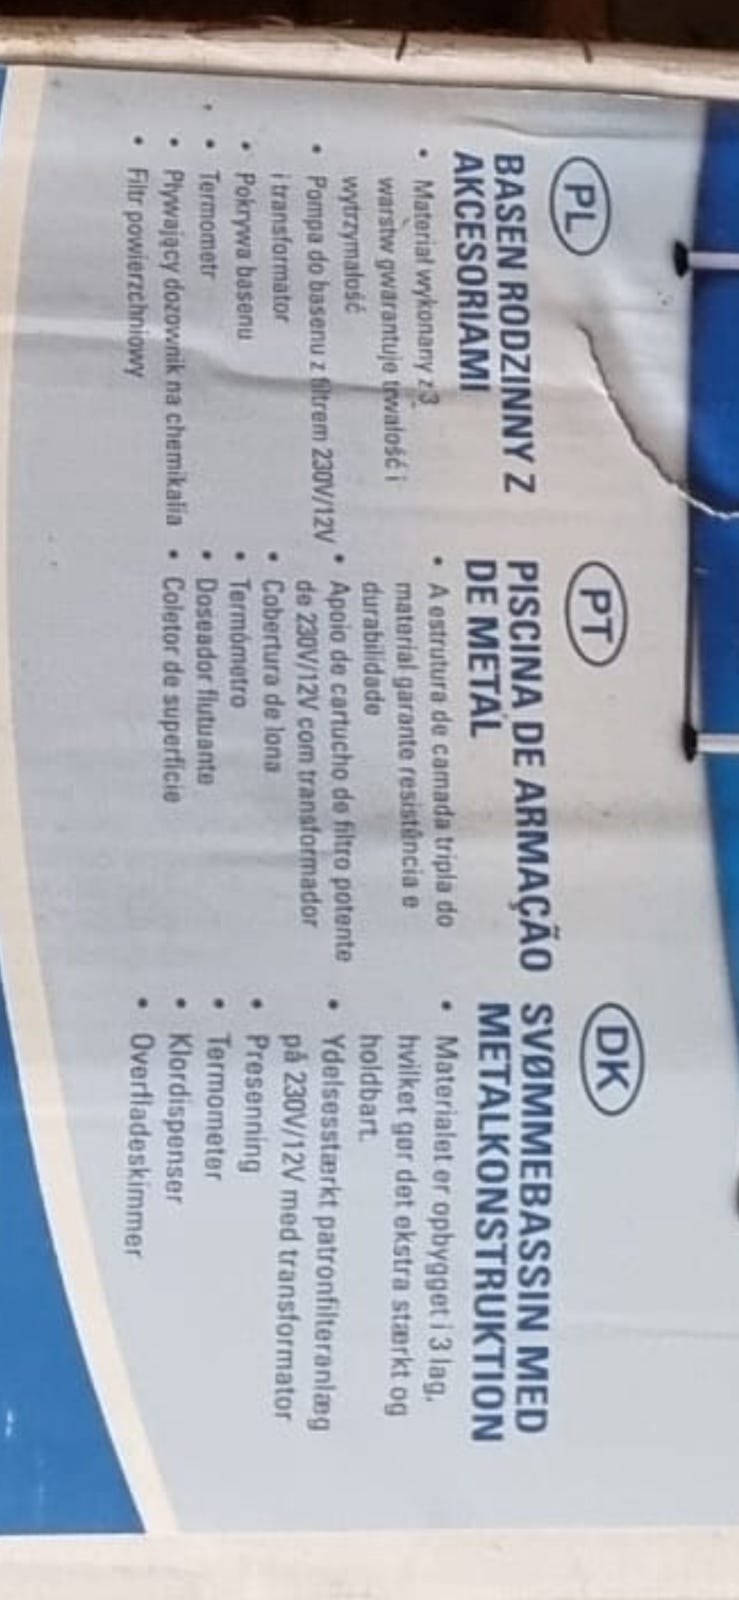 PL
BASEN RODZINNY Z
AKCESORIAMI
• Materiał wykonany z 3
warstw gwarantuje trwałość i
wytrzymałość
• Pompa do basenu z filtrem 230V/12V
i transformator
• Pokrywa basenu
• Termometr
• Pływający dozownik na chemikalia
• Filtr powierzchniowy
PT
PISCINA DE ARMAÇÃO
DE METAL
• A estrutura de camada tripla do
material garante resistência e
durabilidade
• Apoio de cartucho de filtro potente
de 230V/12V com transformador
• Cobertura de lona
• Termómetro
• Doseador flutuante
• Coletor de superfície
DK
SVØMMEBASSIN MED
METALKONSTRUKTION
• Materialet er opbygget i 3 lag,
hvilket gør det ekstra stærkt og
holdbart.
• Ydelsesstærkt patronfilteranlæg
på 230V/12V med transformator
• Presenning
• Termometer
• Klordispenser
• Overfladeskimmer